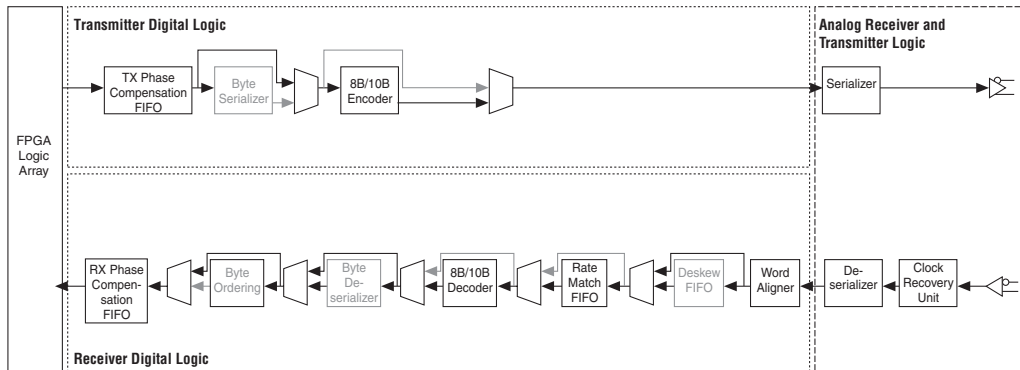 Transmitter Digital Logic
Analog Receiver and
Transmitter Logic
TX Phase
Compensation
FIFO
Byte
Serializer
8B/10B
Encoder
Serializer
FPGA
Logic
Array
RX Phase
Compen-
sation
FIFO
Byte
Ordering
Byte
De-
serializer
8B/10B
Decoder
Rate
Match
FIFO
Deskew
FIFO
Word
Aligner
De-
serializer
Clock
Recovery
Unit
Receiver Digital Logic